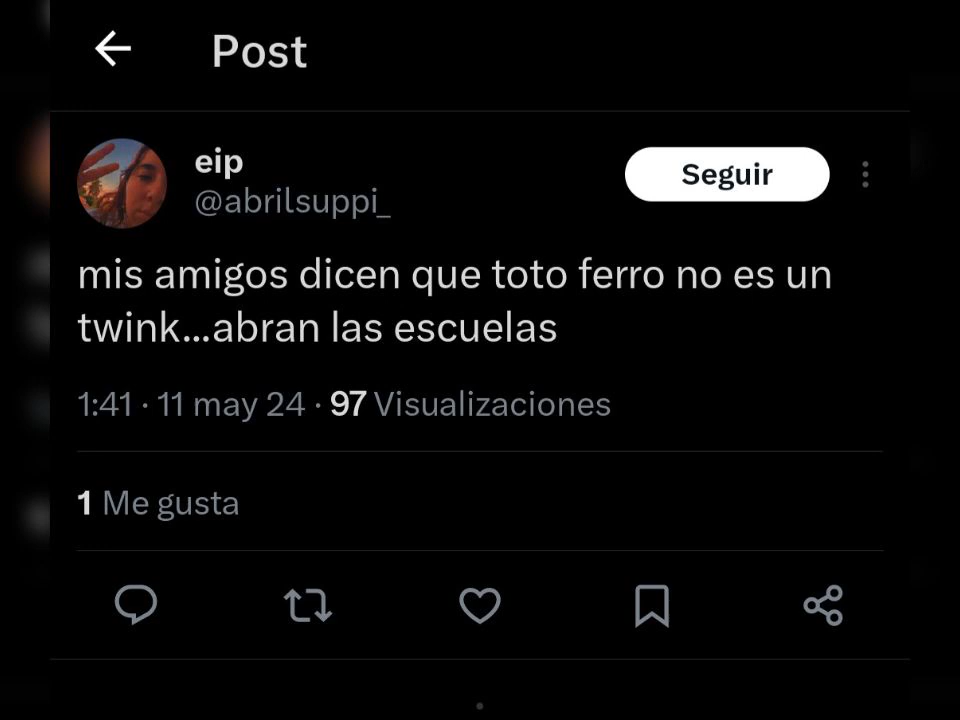 Post
eip
@abrilsuppi_
Seguir
mis amigos dicen que toto ferro no es un
twink...abran las escuelas
1:41 · 11 may 24 · 97 Visualizaciones
1 Me gusta